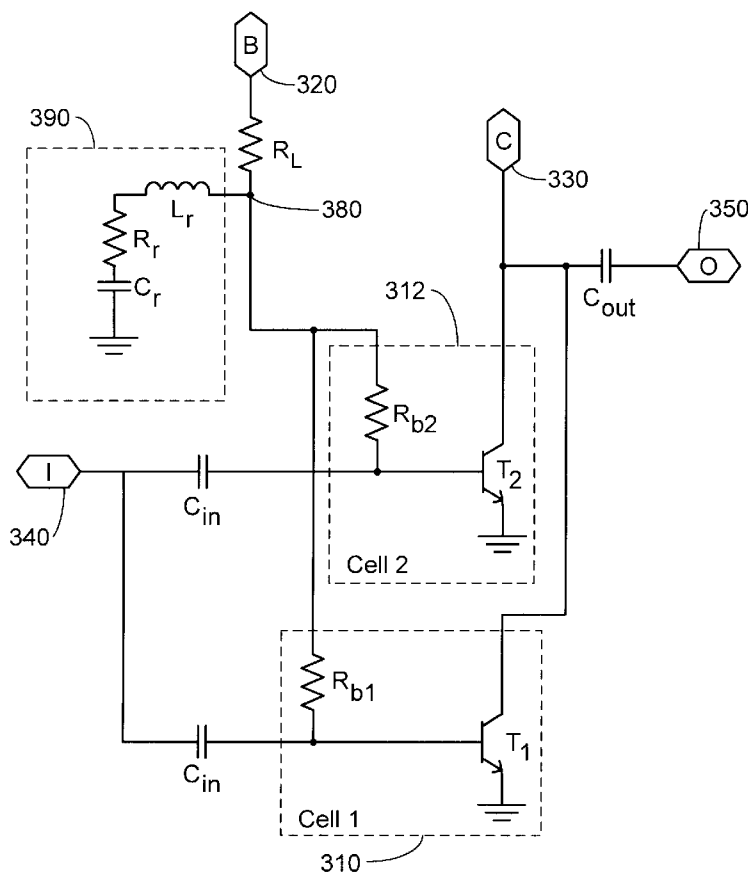 B
320
390
R_L
C
330
L_r
380
350
R_r
O
C_r
312
C_out
R_b2
I
T_2
340
C_in
Cell 2
R_b1
T_1
C_in
Cell 1
310